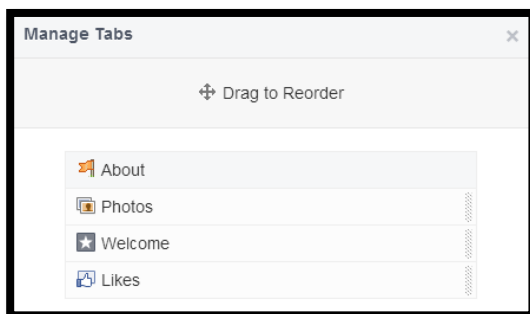 Manage Tabs
Drag to Reorder
About
Photos
Welcome
Likes